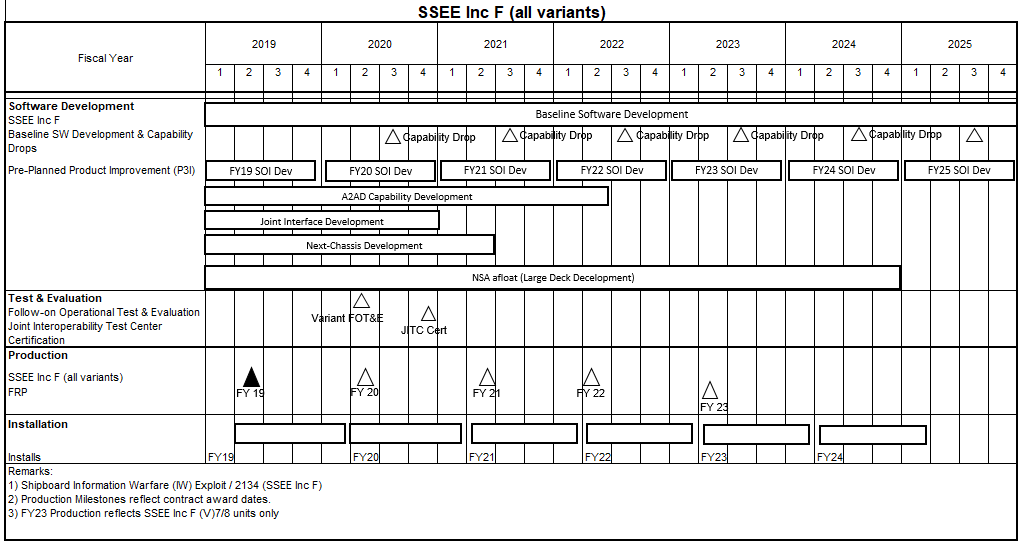 SSEE Inc F (all variants)
Fiscal Year
2019 2020 2021 2022 2023 2024 2025
1 2 3 4 1 2 3 4 1 2 3 4 1 2 3 4 1 2 3 4 1 2 3 4 1 2 3 4
Software Development
SSEE Inc F
Baseline Software Development
Baseline SW Development & Capability
Drops
Capability Drop Capability Drop Capability Drop Capability Drop Capability Drop
Pre-Planned Product Improvement (P3I)
FY19 SOI Dev FY20 SOI Dev FY21 SOI Dev FY22 SOI Dev FY23 SOI Dev FY24 SOI Dev FY25 SOI Dev
A2AD Capability Development
Joint Interface Development
Next-Chassis Development
NSA afloat (Large Deck Decelopment)
Test & Evaluation
Follow-on Operational Test & Evaluation
Variant FOT&E
Joint Interoperability Test Center
JITC Cert
Certification
Production
SSEE Inc F (all variants)
FRP
FY 19 FY 20 FY 21 FY 22
FY 23
Installation
Installs
FY19 FY20 FY21 FY22 FY23 FY24
Remarks:
1) Shipboard Information Warfare (IW) Exploit / 2134 (SSEE Inc F)
2) Production Milestones reflect contract award dates.
3) FY23 Production reflects SSEE Inc F (V)7/8 units only